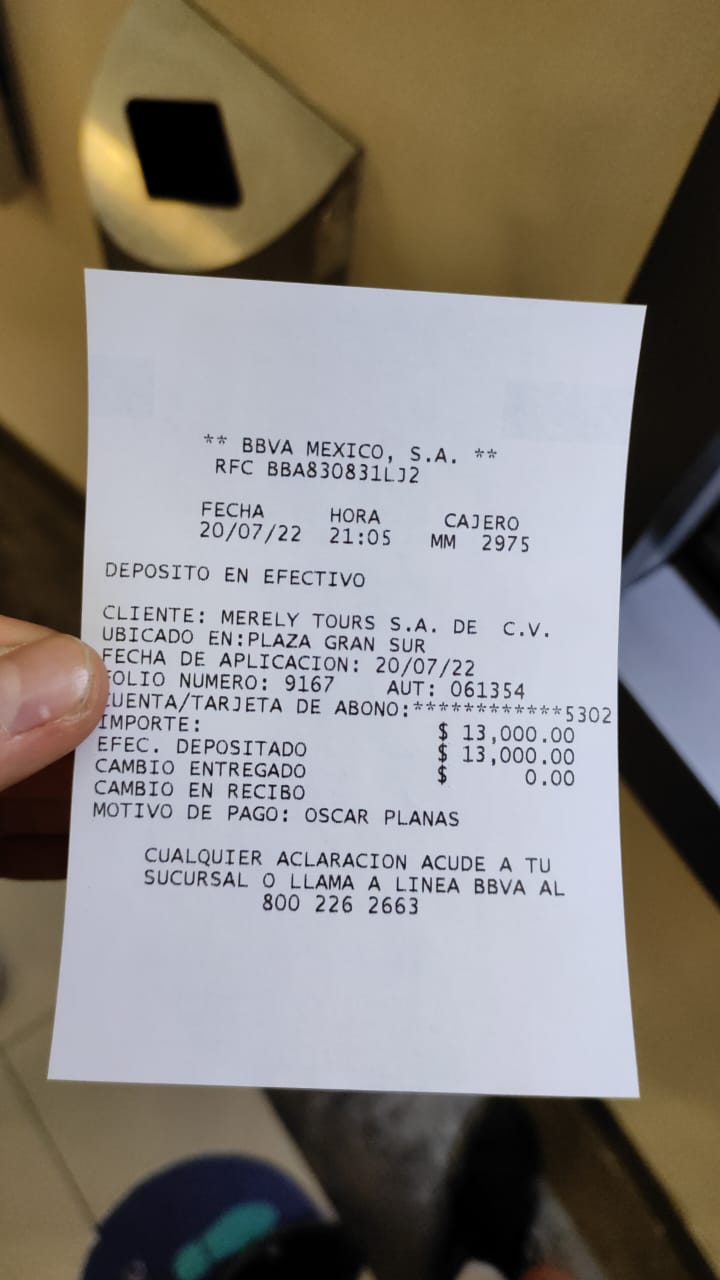 ** BBVA MEXICO, S.A. **
RFC BBA830831LJ2
FECHA HORA CAJERO
20/07/22 21:05 MM 2975
DEPOSITO EN EFECTIVO
CLIENTE: MERELY TOURS S.A. DE C.V.
UBICADO EN:PLAZA GRAN SUR
FECHA DE APLICACION: 20/07/22
FOLIO NUMERO: 9167 AUT: 061354
CUENTA/TARJETA DE ABONO:************5302
IMPORTE: $ 13,000.00
EFEC. DEPOSITADO $ 13,000.00
CAMBIO ENTREGADO $ 0.00
CAMBIO EN RECIBO
MOTIVO DE PAGO: OSCAR PLANAS
CUALQUIER ACLARACION ACUDE A TU
SUCURSAL O LLAMA A LINEA BBVA AL
800 226 2663